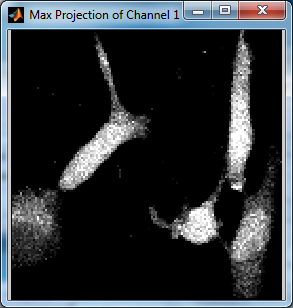 Max Projection of Channel 1